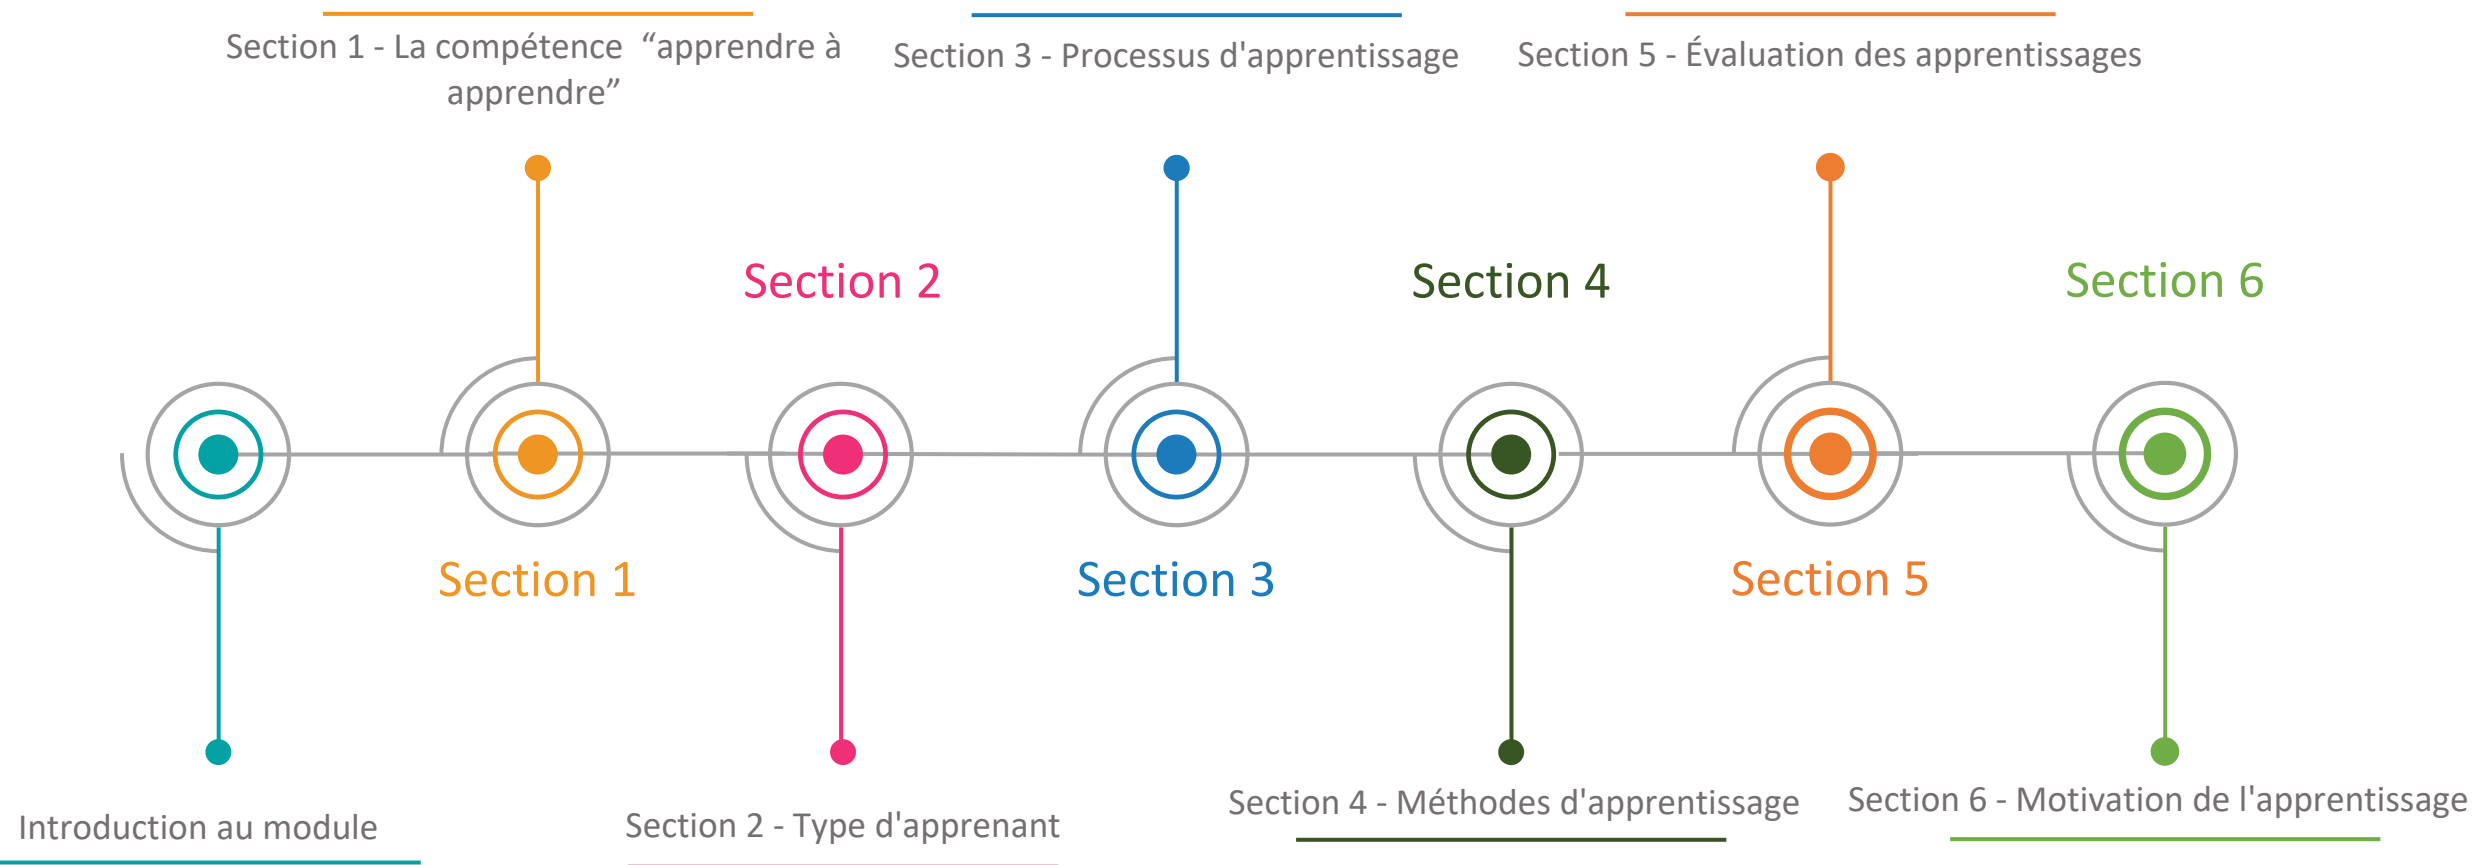 Section 1 - La compétence “apprendre à
apprendre”
Section 3 - Processus d'apprentissage
Section 5 - Évaluation des apprentissages
Section 2
Section 4
Section 6
Section 1
Section 3
Section 5
Introduction au module
Section 2 - Type d'apprenant
Section 4 - Méthodes d'apprentissage
Section 6 - Motivation de l'apprentissage